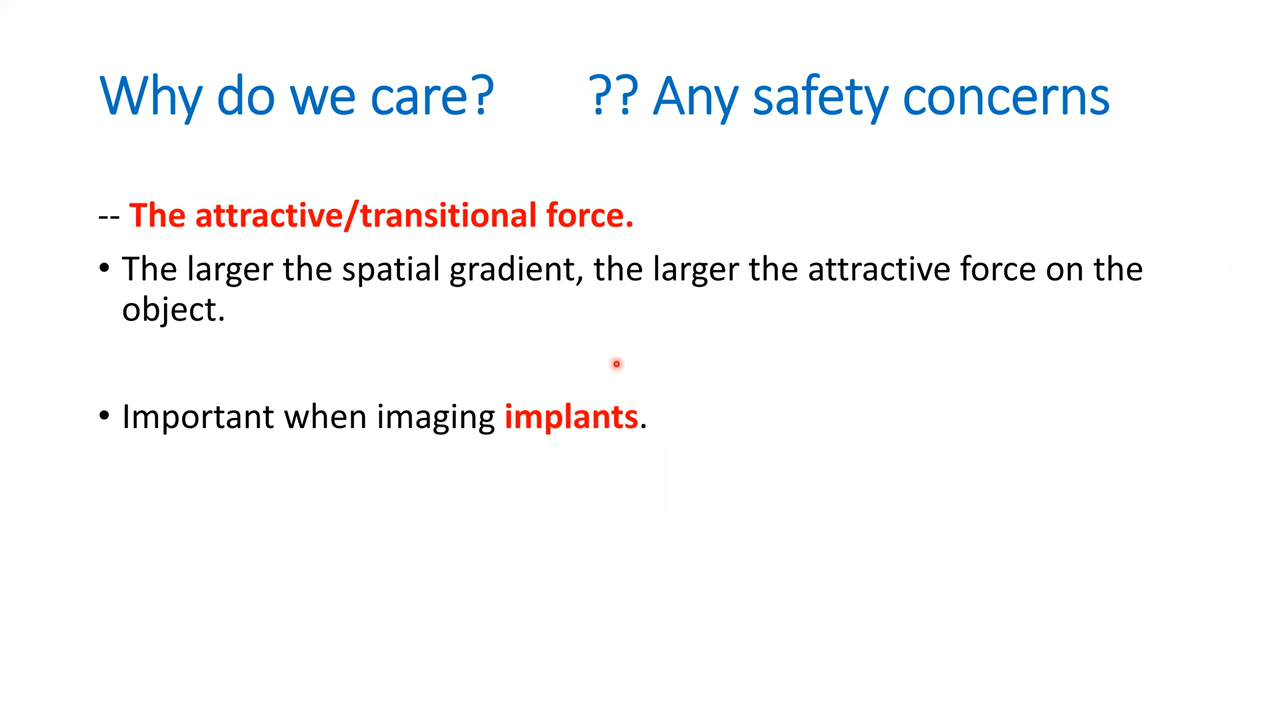 Why do we care? ?? Any safety concerns
-- The attractive/transitional force.
• The larger the spatial gradient, the larger the attractive force on the
object.
• Important when imaging implants.